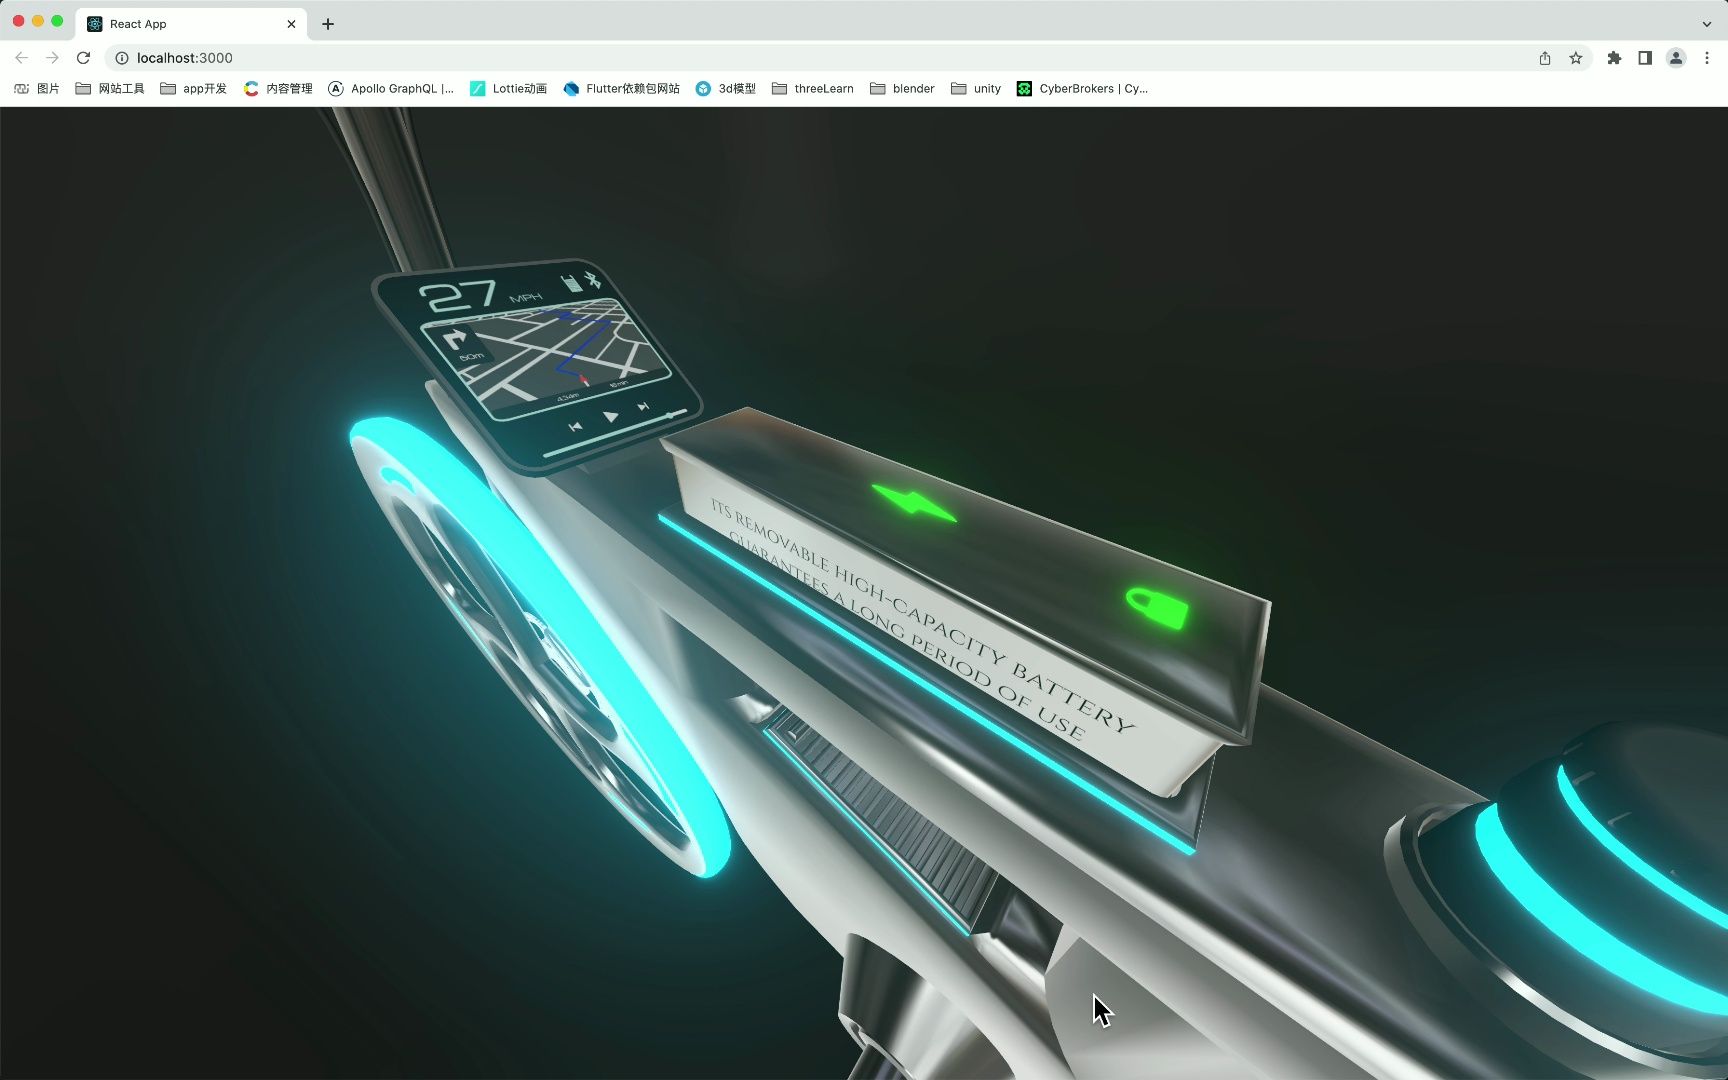 React App
localhost:3000
图片
网站工具
app开发
内容管理
Apollo GraphQL |...
Lottie动画
Flutter依赖包网站
3d模型
threeLearn
blender
unity
CyberBrokers | Cy...
27 MPH
50m
4.34m
16 min
ITS REMOVABLE HIGH-CAPACITY BATTERY
GUARANTEES A LONG PERIOD OF USE